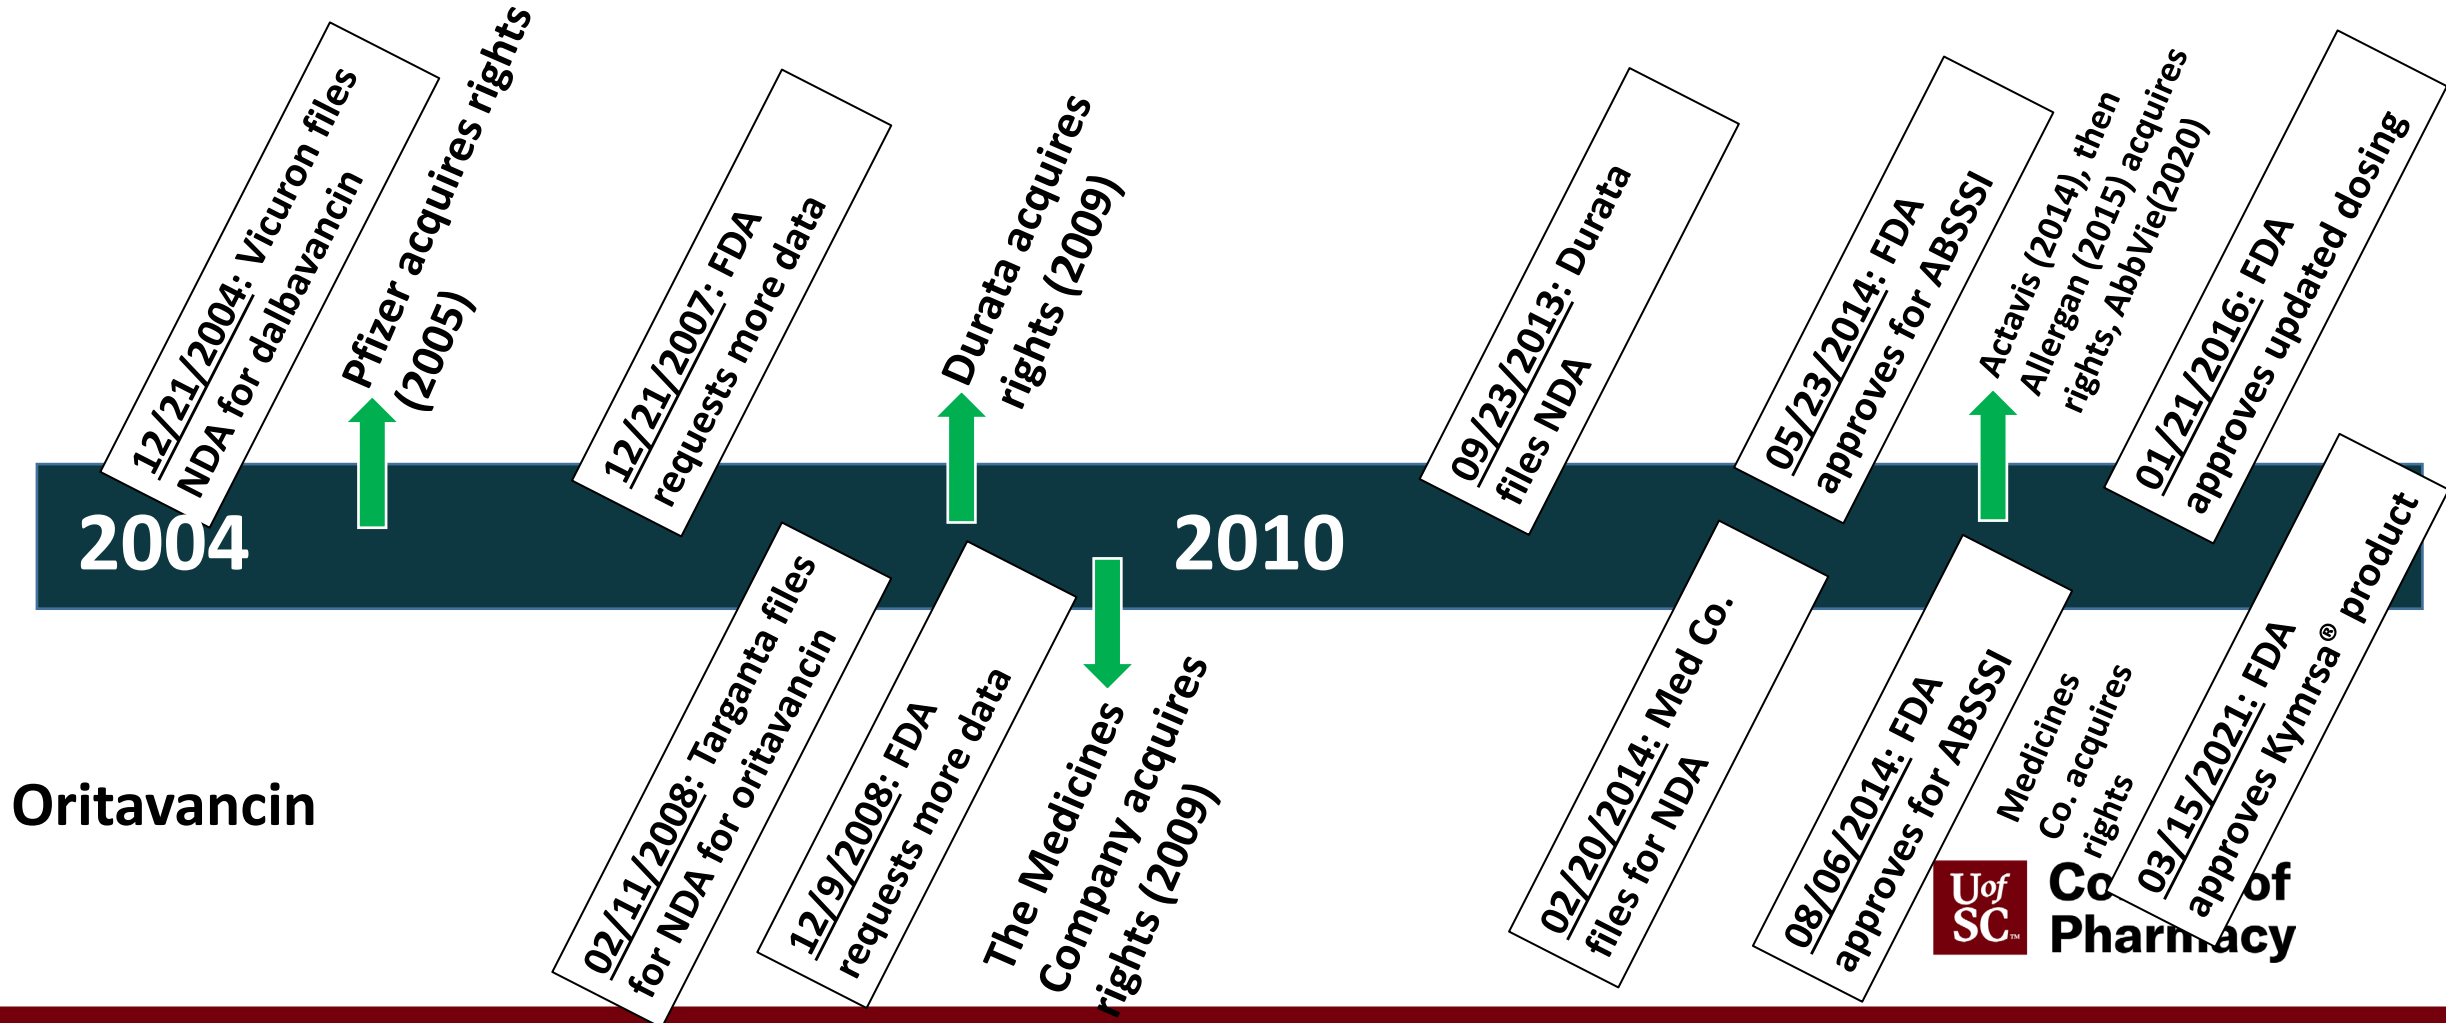 12/21/2004: Vicuron files
NDA for dalbavancin
Pfizer acquires rights
(2005)
12/21/2007: FDA
requests more data
Durata acquires
rights (2009)
09/23/2013: Durata
files NDA
05/23/2014: FDA
approves for ABSSSI
Actavis (2014), then
Allergan (2015) acquires
rights, AbbVie(2020)
01/21/2016: FDA
approves updated dosing
2004
2010
Oritavancin
02/11/2008: Targanta files
for NDA for oritavancin
12/9/2008: FDA
requests more data
The Medicines
Company acquires
rights (2009)
02/20/2014: Med Co.
files for NDA
08/06/2014: FDA
approves for ABSSSI
Medicines
Co. acquires
rights
03/15/2021: FDA
approves Kymrsa® product
UofSC™
of
Pharmacy